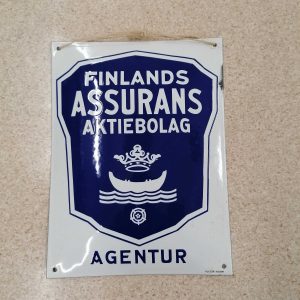 FINLANDS
ASSURANS
AKTIEBOLAG
AGENTUR